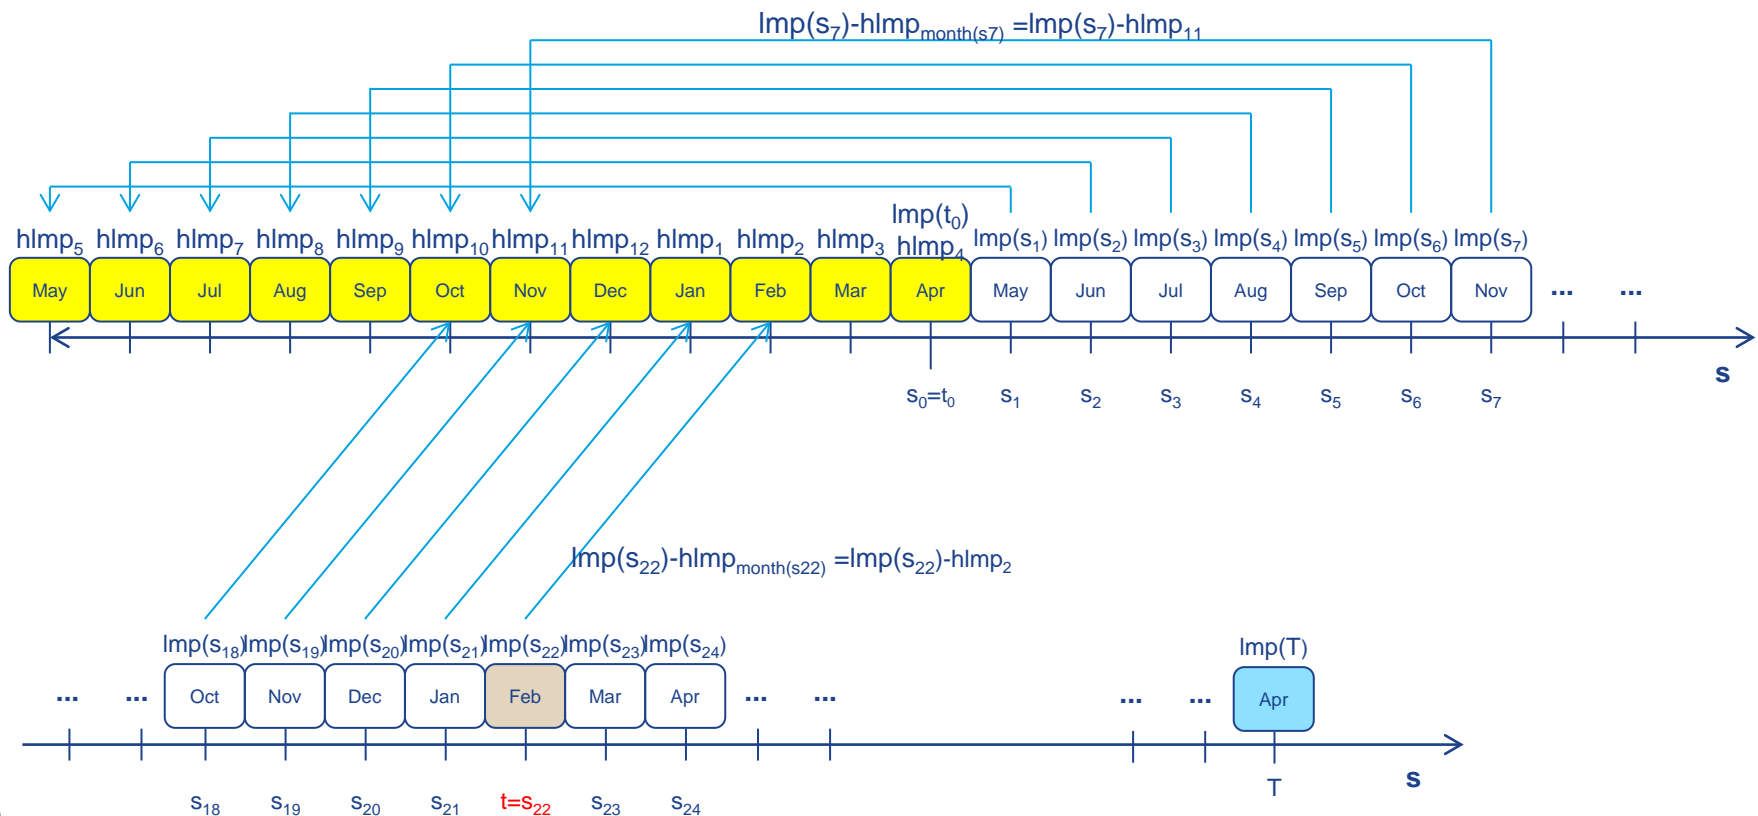 Imp(s7)-hImpmonth(s7) =Imp(s7)-hImp11
Imp(t0)
hImp5 hImp6 hImp7 hImp8 hImp9 hImp10 hImp11 hImp12 hImp1 hImp2 hImp3 hImp4 Imp(s1) Imp(s2) Imp(s3) Imp(s4) Imp(s5) Imp(s6) Imp(s7)
May Jun Jul Aug Sep Oct Nov Dec Jan Feb Mar Apr May Jun Jul Aug Sep Oct Nov ... ...
s
s0=t0 s1 s2 s3 s4 s5 s6 s7
Imp(s22)-hImpmonth(s22) =Imp(s22)-hImp2
Imp(s18) Imp(s19) Imp(s20) Imp(s21) Imp(s22) Imp(s23) Imp(s24) Imp(T)
... ... Oct Nov Dec Jan Feb Mar Apr ... ... ... ... Apr
s
s18 s19 s20 s21 t=s22 s23 s24 T